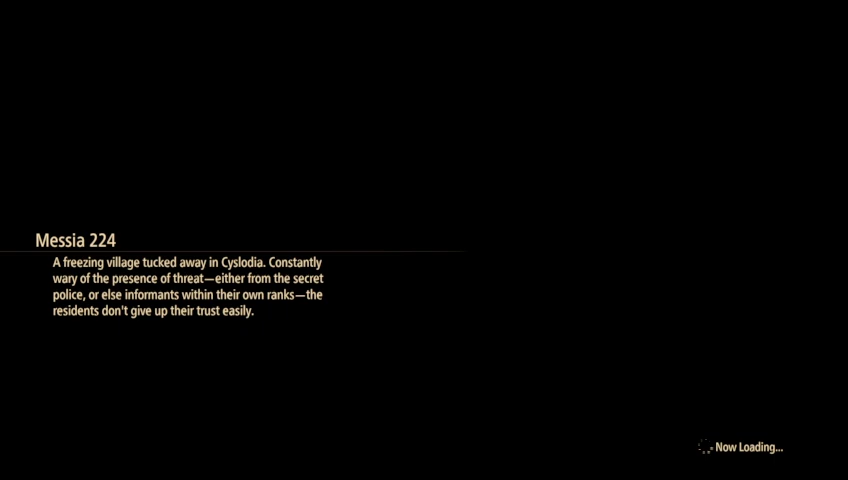 Messia 224
A freezing village tucked away in Cyslodia. Constantly
wary of the presence of threat—either from the secret
police, or else informants within their own ranks—the
residents don't give up their trust easily.
Now Loading...